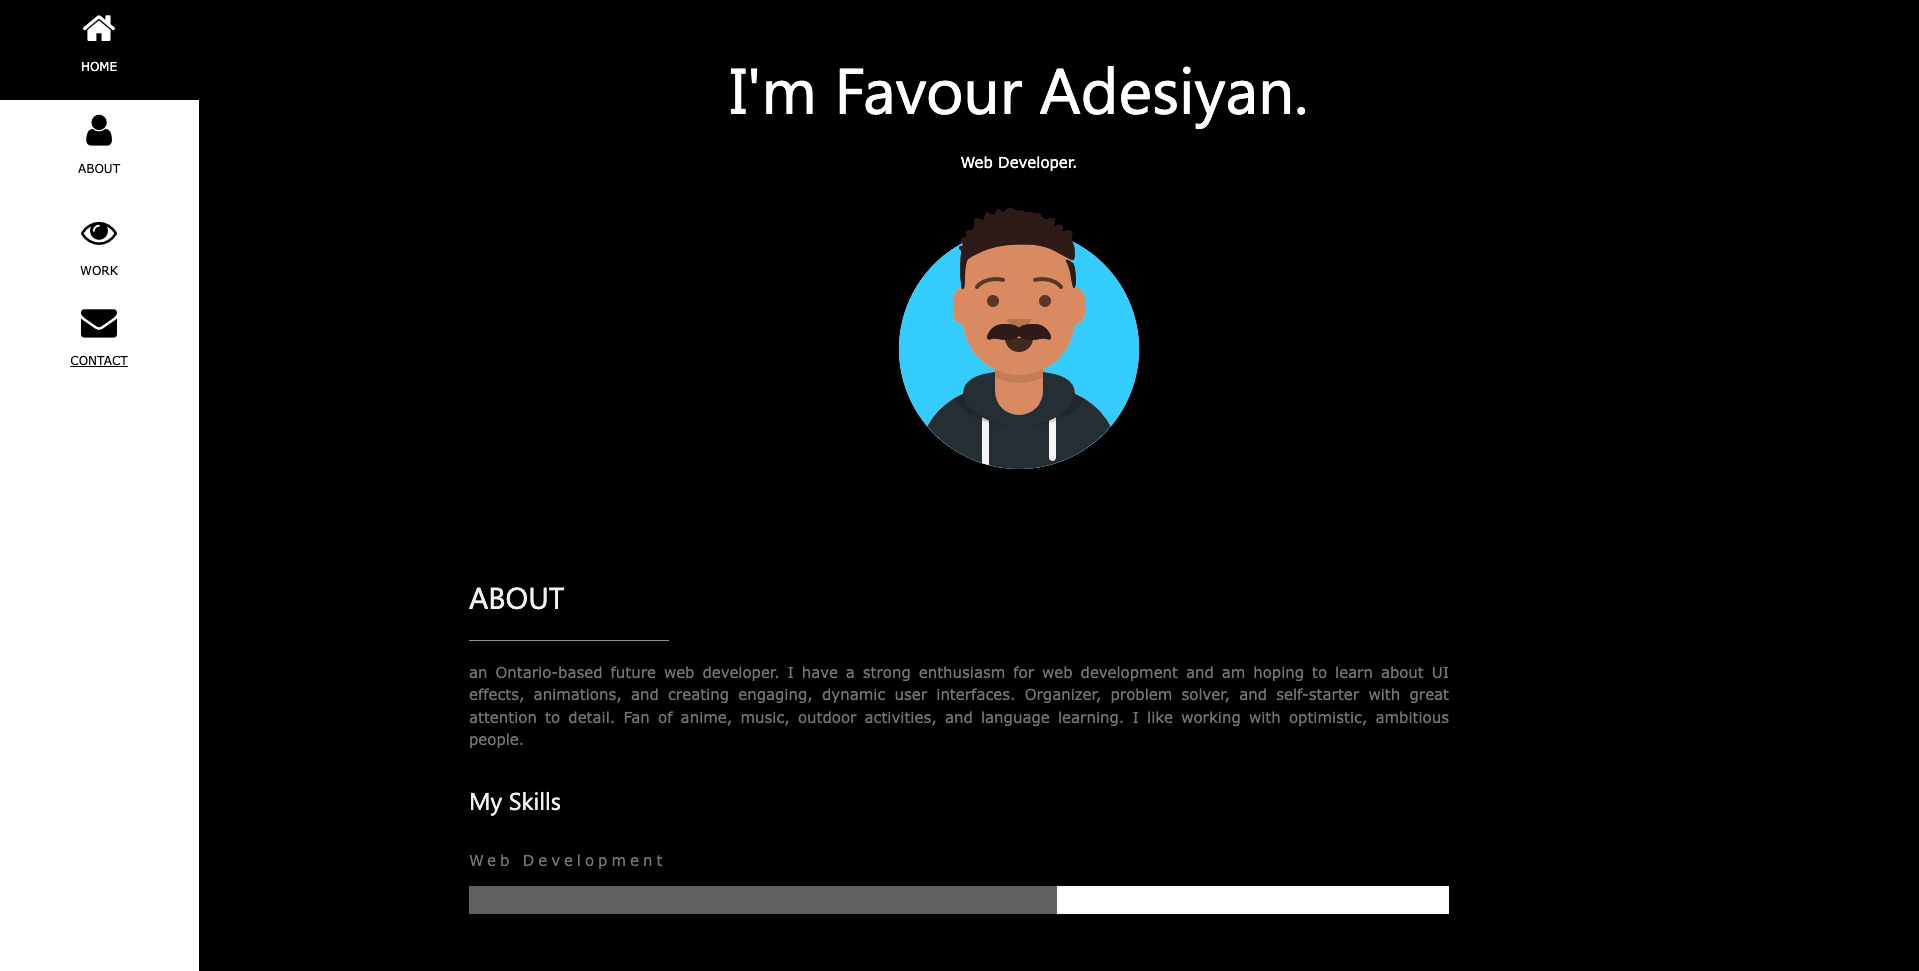 HOME
ABOUT
WORK
CONTACT
I'm Favour Adesiyan.
Web Developer.
ABOUT
an Ontario-based future web developer. I have a strong enthusiasm for web development and am hoping to learn about UI
effects, animations, and creating engaging, dynamic user interfaces. Organizer, problem solver, and self-starter with great
attention to detail. Fan of anime, music, outdoor activities, and language learning. I like working with optimistic, ambitious
people.
My Skills
Web Development